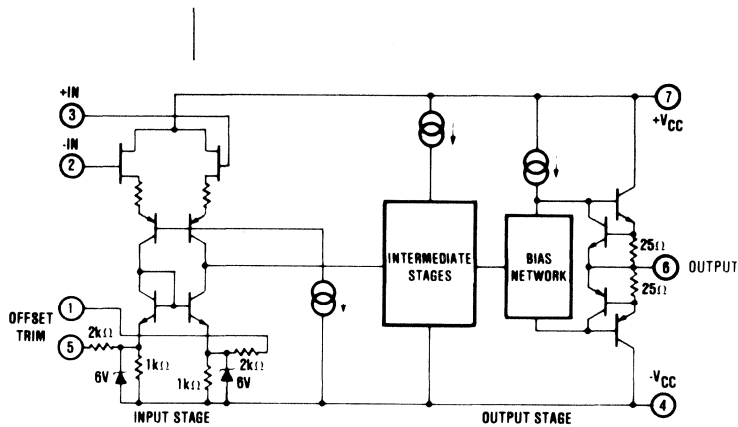 +IN
3
-IN
2
7
+VCC
INTERMEDIATE
STAGES
BIAS
NETWORK
25Ω
6 OUTPUT
25Ω
1
OFFSET
TRIM
2kΩ
5
2kΩ
6V
1kΩ
1kΩ
6V
-VCC
4
INPUT STAGE
OUTPUT STAGE